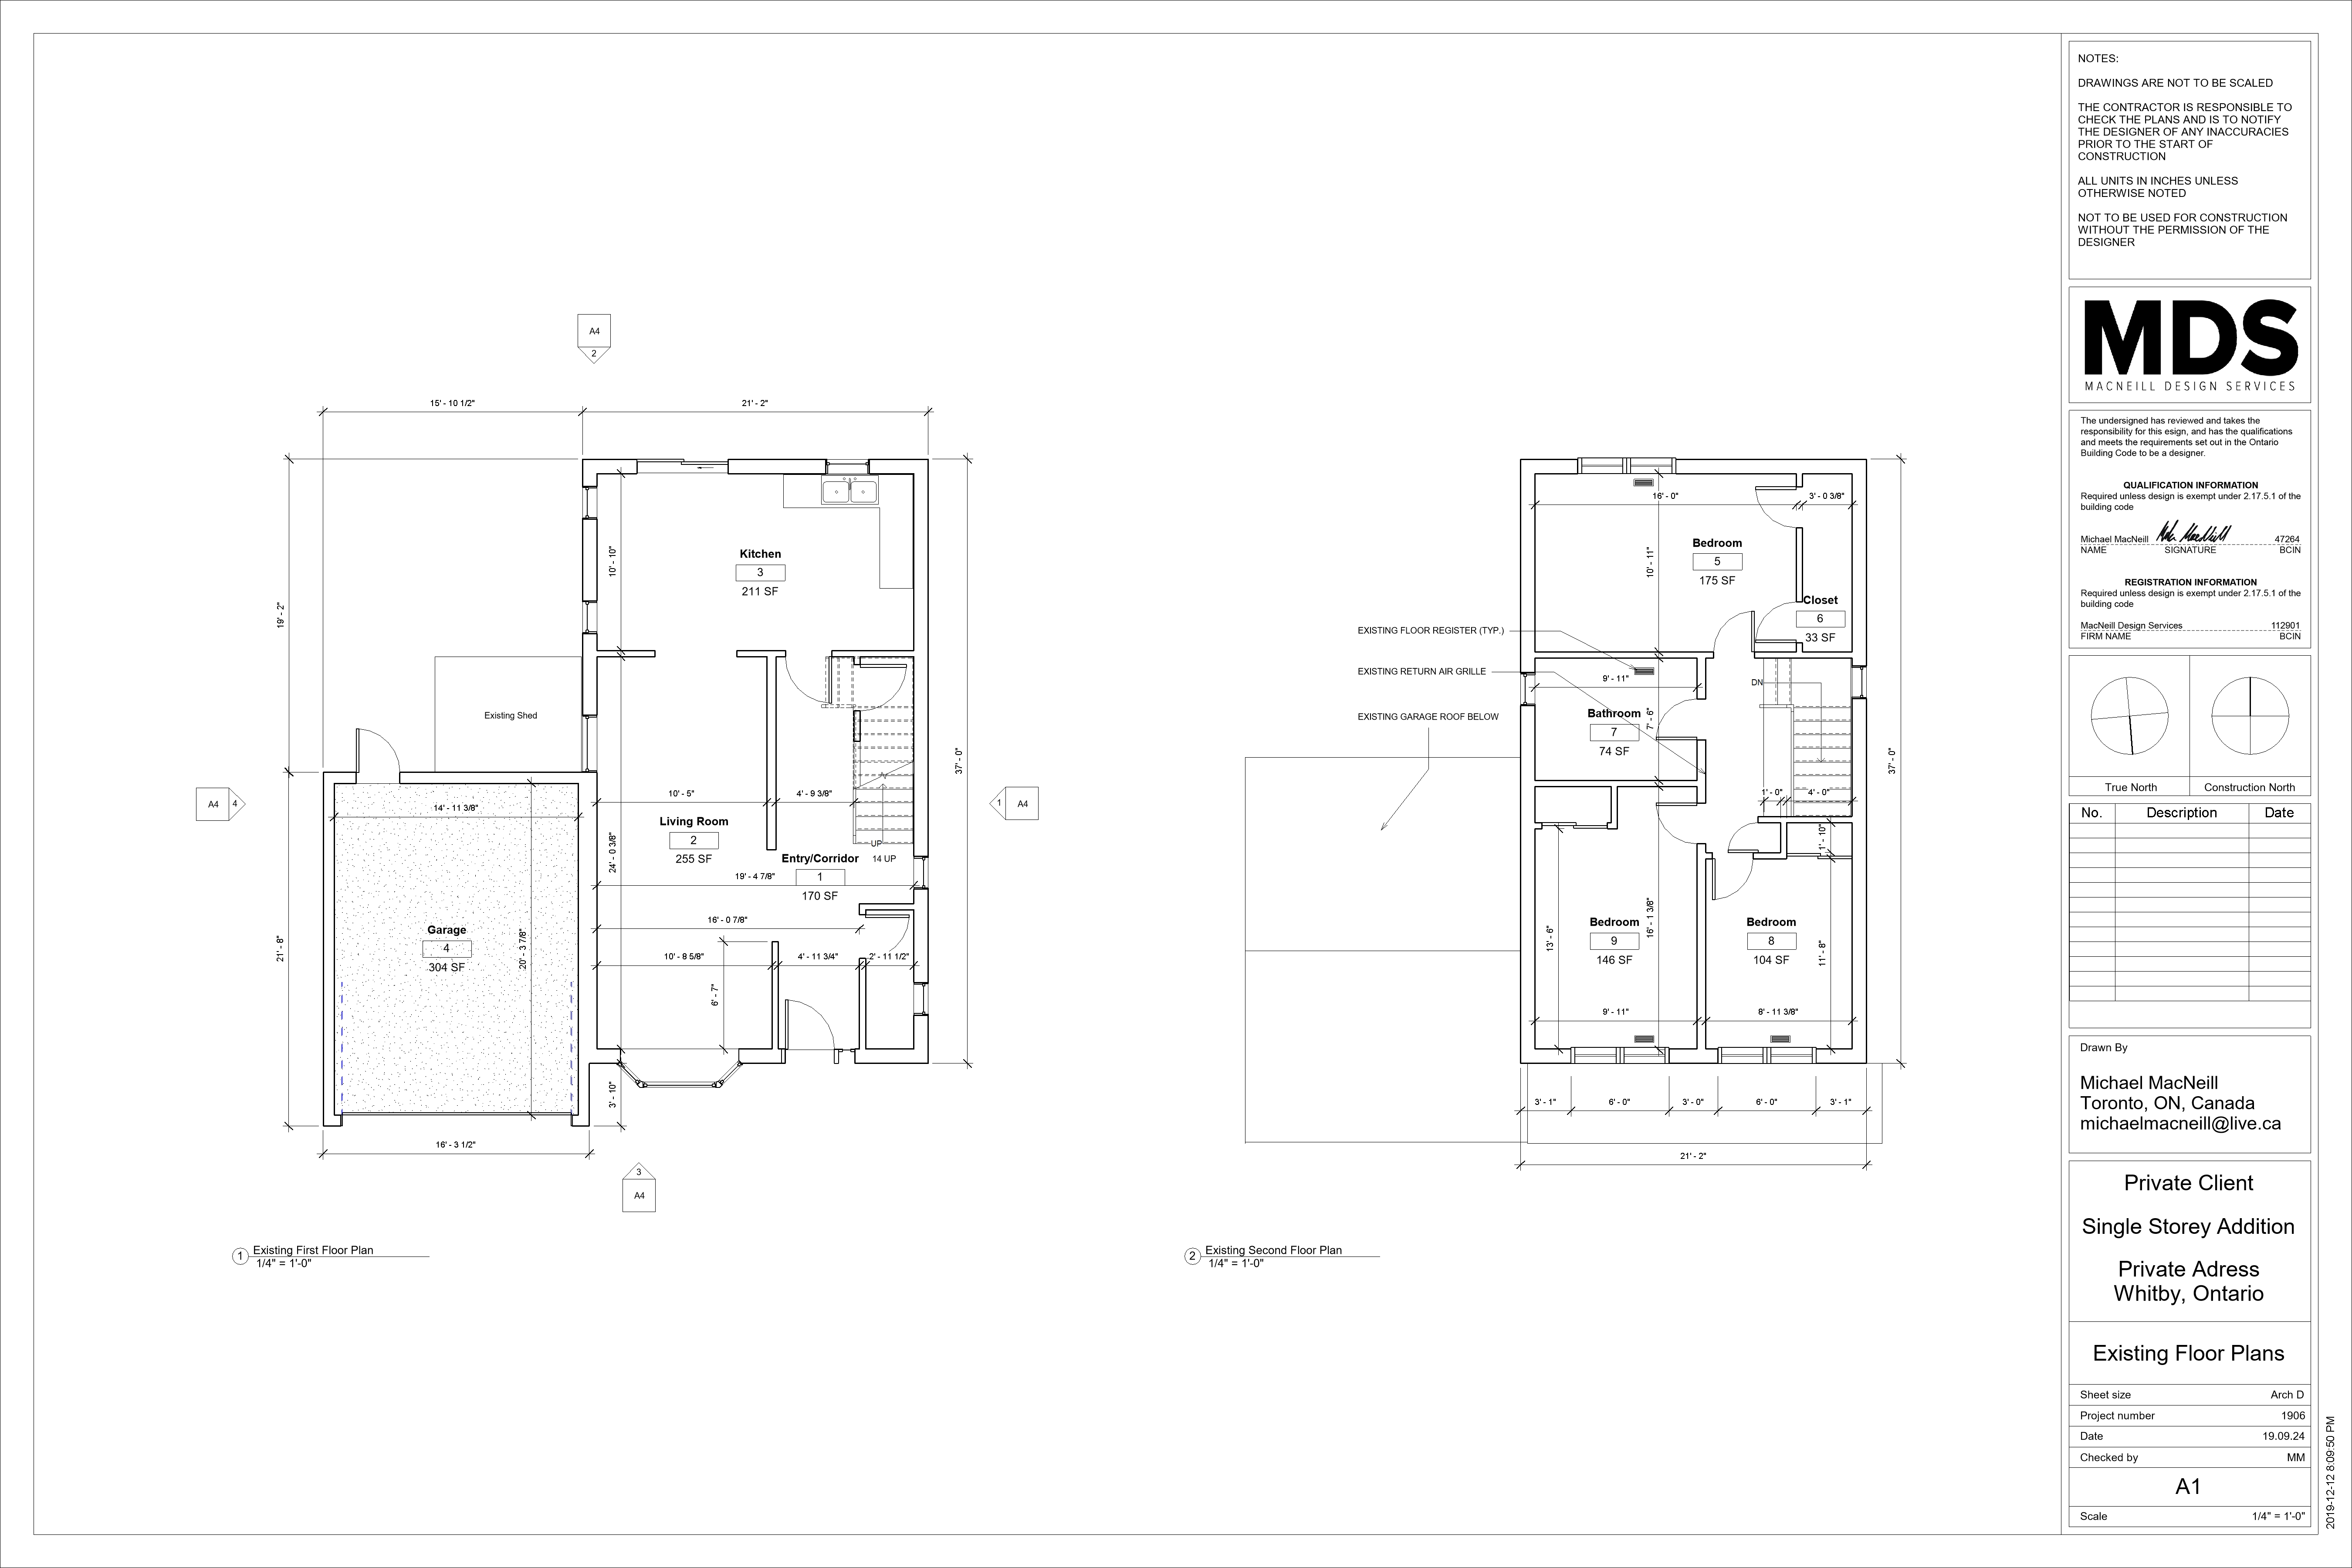 A4
2
15' - 10 1/2"
21' - 2"
19' - 2"
10' - 10"
Kitchen
3
211 SF
Existing Shed
37' - 0"
A4
4
1
A4
14' - 11 3/8"
10' - 5"
4' - 9 3/8"
Living Room
2
255 SF
24' - 0 3/8"
UP
Entry/Corridor
14 UP
1
170 SF
19' - 4 7/8"
16' - 0 7/8"
Garage
4
304 SF
20' - 3 7/8"
21' - 8"
10' - 8 5/8"
4' - 11 3/4"
2' - 11 1/2"
6' - 7"
3' - 10"
16' - 3 1/2"
3
A4
1
Existing First Floor Plan
1/4" = 1'-0"
16' - 0"
3' - 0 3/8"
Bedroom
5
175 SF
10' - 11"
Closet
6
33 SF
EXISTING FLOOR REGISTER (TYP.)
EXISTING RETURN AIR GRILLE
EXISTING GARAGE ROOF BELOW
9' - 11"
DN
Bathroom
7
74 SF
7' - 6"
37' - 0"
1' - 0"
4' - 0"
1' - 10"
Bedroom
9
146 SF
13' - 6"
16' - 1 3/8"
Bedroom
8
104 SF
11' - 8"
9' - 11"
8' - 11 3/8"
3' - 1"
6' - 0"
3' - 0"
6' - 0"
3' - 1"
21' - 2"
2
Existing Second Floor Plan
1/4" = 1'-0"
NOTES:
DRAWINGS ARE NOT TO BE SCALED
THE CONTRACTOR IS RESPONSIBLE TO
CHECK THE PLANS AND IS TO NOTIFY
THE DESIGNER OF ANY INACCURACIES
PRIOR TO THE START OF
CONSTRUCTION
ALL UNITS IN INCHES UNLESS
OTHERWISE NOTED
NOT TO BE USED FOR CONSTRUCTION
WITHOUT THE PERMISSION OF THE
DESIGNER
MDS
MACNEILL DESIGN SERVICES
The undersigned has reviewed and takes the
responsibility for this esign, and has the qualifications
and meets the requirements set out in the Ontario
Building Code to be a designer.
QUALIFICATION INFORMATION
Required unless design is exempt under 2.17.5.1 of the
building code
Michael MacNeill 47264
NAME SIGNATURE BCIN
REGISTRATION INFORMATION
Required unless design is exempt under 2.17.5.1 of the
building code
MacNeill Design Services 112901
FIRM NAME BCIN
True North
Construction North
No. Description Date
Drawn By
Michael MacNeill
Toronto, ON, Canada
michaelmacneill@live.ca
Private Client
Single Storey Addition
Private Adress
Whitby, Ontario
Existing Floor Plans
Sheet size Arch D
Project number 1906
Date 19.09.24
Checked by MM
A1
Scale 1/4" = 1'-0"
2019-12-12 8:09:50 PM